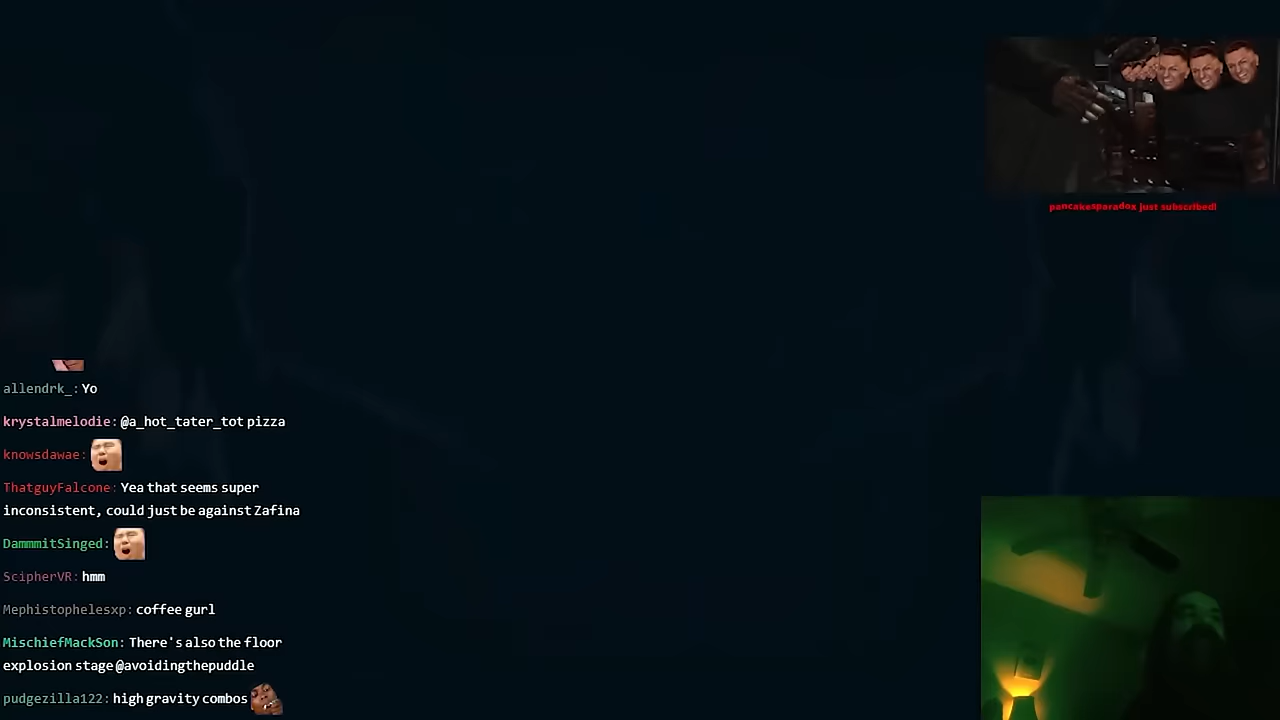 pancakesparadox just subscribed!
allendrk_: Yo
krystalmelodie: @a_hot_tater_tot pizza
knowsdawae:
ThatguyFalcone: Yea that seems super
inconsistent, could just be against Zafina
DammmitSinged:
ScipherVR: hmm
Mephistophelesxp: coffee gurl
MischiefMackSon: There's also the floor
explosion stage @avoidingthepuddle
pudgezilla122: high gravity combos